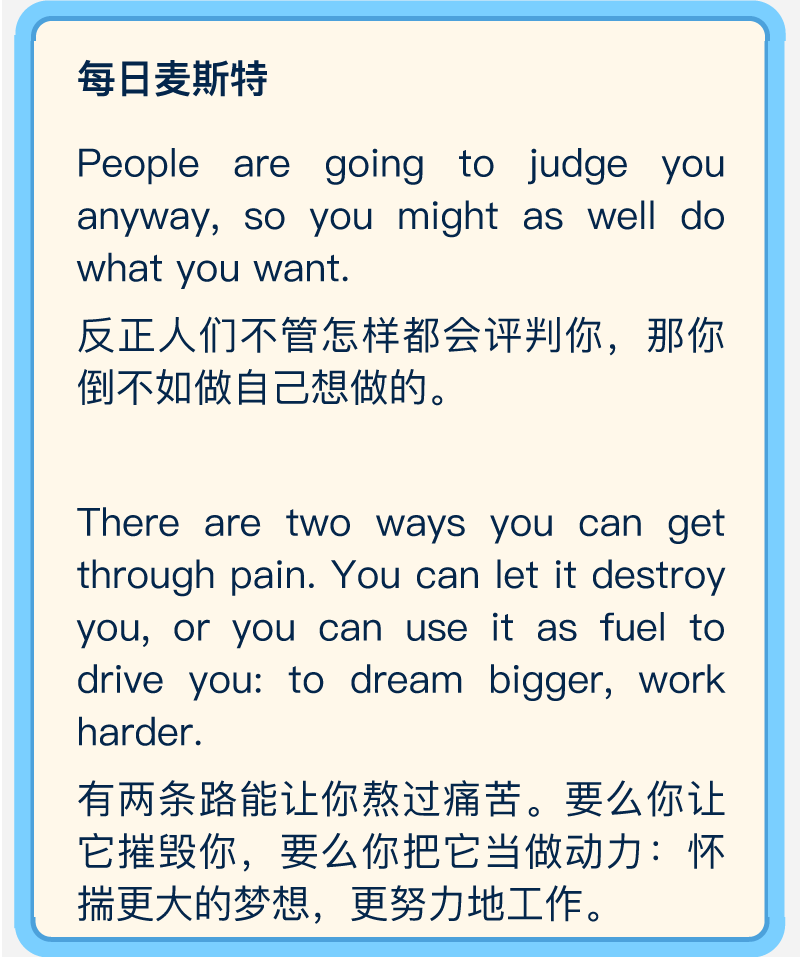 每日麦斯特
People are going to judge you
anyway, so you might as well do
what you want.
反正人们不管怎样都会评判你，那你
倒不如做自己想做的。
There are two ways you can get
through pain. You can let it destroy
you, or you can use it as fuel to
drive you: to dream bigger, work
harder.
有两条路能让你熬过痛苦。要么你让
它摧毁你，要么你把它当做动力：怀
揣更大的梦想，更努力地工作。